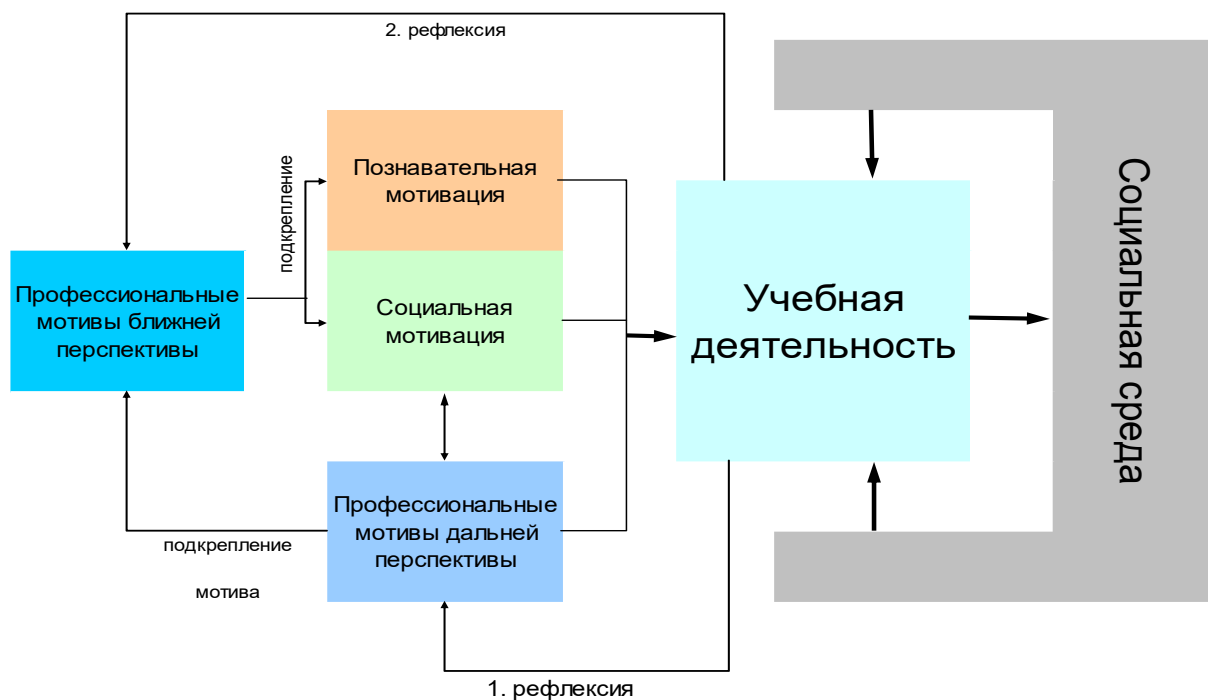 2. рефлексия
Познавательная
мотивация
подкрепление
Профессиональные
мотивы ближней
перспективы
Социальная
мотивация
Учебная
деятельность
Социальная среда
Профессиональные
мотивы дальней
перспективы
подкрепление
мотива
1. рефлексия